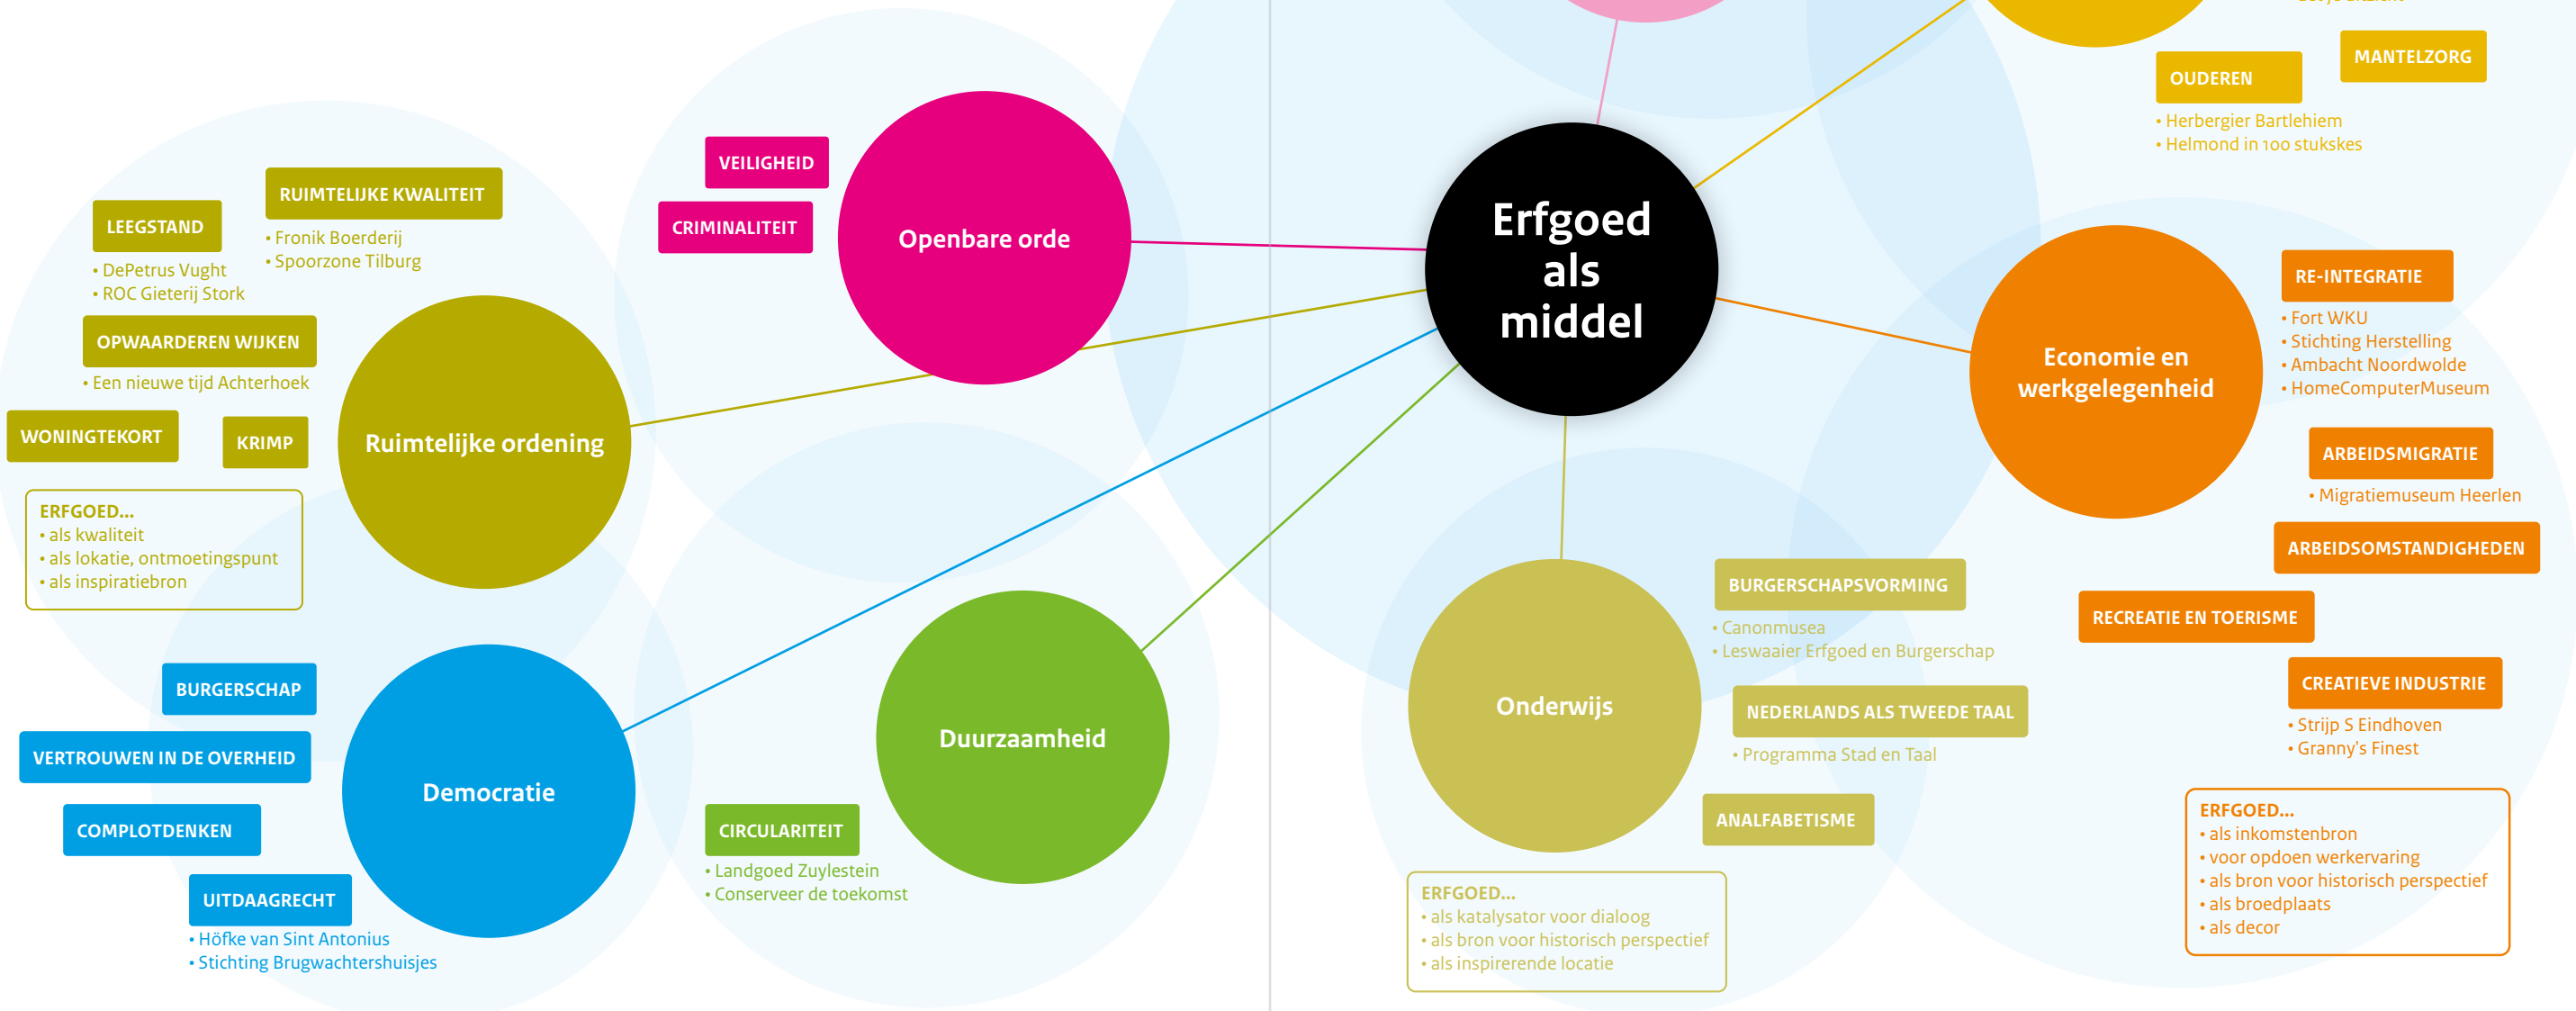 MANTELZORG
OUDEREN
• Herbergier Bartlehiem
• Helmond in 100 stukskes
Erfgoed
als
middel
Openbare orde
VEILIGHEID
CRIMINALITEIT
Ruimtelijke ordening
RUIMTELIJKE KWALITEIT
• Fronik Boerderij
• Spoorzone Tilburg
LEEGSTAND
• DePetrus Vught
• ROC Gieterij Stork
OPWAARDEREN WIJKEN
• Een nieuwe tijd Achterhoek
WONINGTEKORT
KRIMP
ERFGOED...
• als kwaliteit
• als lokatie, ontmoetingspunt
• als inspiratiebron
Democratie
BURGERSCHAP
VERTROUWEN IN DE OVERHEID
COMPLOTDENKEN
UITDAAGRECHT
• Höfke van Sint Antonius
• Stichting Brugwachtershuisjes
Duurzaamheid
CIRCULARITEIT
• Landgoed Zuylestein
• Conserveer de toekomst
Onderwijs
BURGERSCHAPSVORMING
• Canonmusea
• Leswaaier Erfgoed en Burgerschap
NEDERLANDS ALS TWEEDE TAAL
• Programma Stad en Taal
ANALFABETISME
ERFGOED...
• als katalysator voor dialoog
• als bron voor historisch perspectief
• als inspirerende locatie
Economie en
werkgelegenheid
RE-INTEGRATIE
• Fort WKU
• Stichting Herstelling
• Ambacht Noordwolde
• HomeComputerMuseum
ARBEIDSMIGRATIE
• Migratiemuseum Heerlen
ARBEIDSOMSTANDIGHEDEN
RECREATIE EN TOERISME
CREATIEVE INDUSTRIE
• Strijp S Eindhoven
• Granny's Finest
ERFGOED...
• als inkomstenbron
• voor opdoen werkervaring
• als bron voor historisch perspectief
• als broedplaats
• als decor